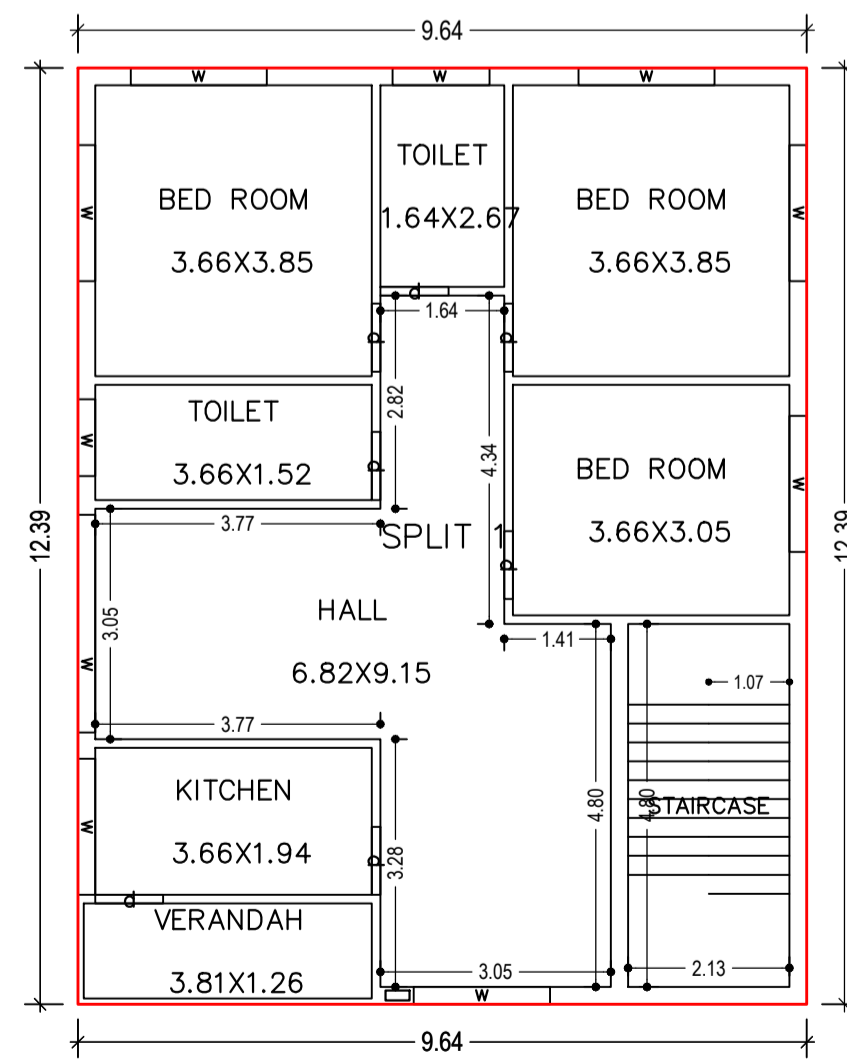 9.64
W
W
W
TOILET
1.64X2.67
BED ROOM
3.66X3.85
BED ROOM
3.66X3.85
W
W
d
1.64
d
d
2.82
4.34
TOILET
3.66X1.52
W
d
BED ROOM
3.66X3.05
W
12.39
12.39
3.77
SPLIT 1
d
HALL
6.82X9.15
3.05
W
1.41
1.07
3.77
KITCHEN
3.66X1.94
W
d
3.28
4.80
4.80
STAIRCASE
d
VERANDAH
3.81X1.26
3.05
2.13
W
9.64